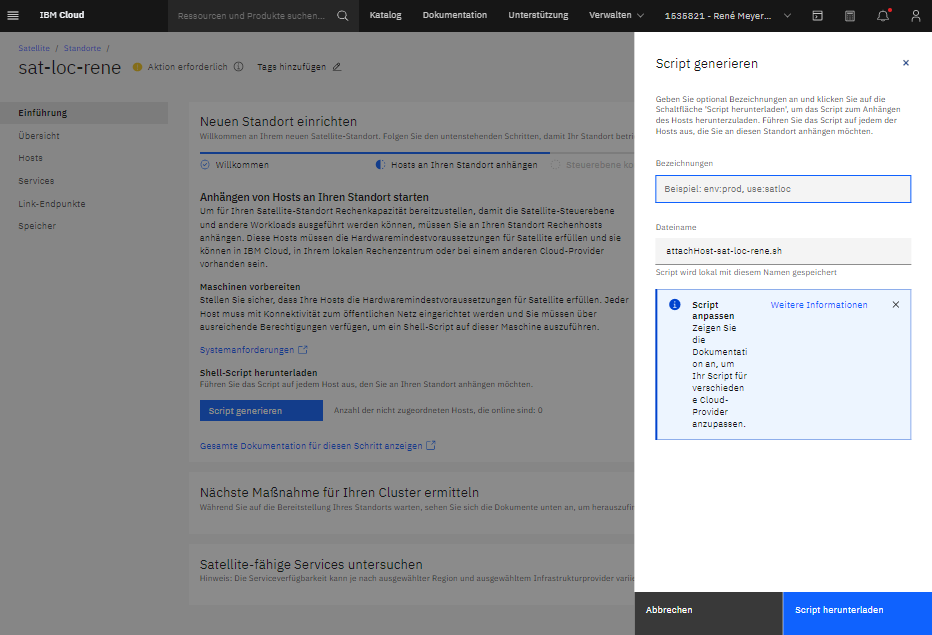 IBM Cloud
Ressourcen und Produkte suchen...
Katalog
Dokumentation
Unterstützung
Verwalten
1535821 - René Meyer...
Satellite / Standorte /
sat-loc-rene
Aktion erforderlich
Tags hinzufügen
Einführung
Übersicht
Hosts
Services
Link-Endpunkte
Speicher
Neuen Standort einrichten
Willkommen an Ihrem neuen Satellite-Standort. Folgen Sie den untenstehenden Schritten, damit Ihr Standort betri
Willkommen
Hosts an Ihren Standort anhängen
Steuerebene ko
Anhängen von Hosts an Ihren Standort starten
Um für Ihren Satellite-Standort Rechenkapazität bereitzustellen, damit die Satellite-Steuerebene
und andere Workloads ausgeführt werden können, müssen Sie an Ihren Standort Rechenhosts
anhängen. Diese Hosts müssen die Hardwaremindestvoraussetzungen für Satellite erfüllen und sie
können in IBM Cloud, in Ihrem lokalen Rechenzentrum oder bei einem anderen Cloud-Provider
vorhanden sein.
Maschinen vorbereiten
Stellen Sie sicher, dass Ihre Hosts die Hardwaremindestvoraussetzungen für Satellite erfüllen. Jeder
Host muss mit Konnektivität zum öffentlichen Netz eingerichtet werden und Sie müssen über
ausreichende Berechtigungen verfügen, um ein Shell-Script auf dieser Maschine auszuführen.
Systemanforderungen
Shell-Script herunterladen
Führen Sie das Script auf jedem Host aus, den Sie an Ihren Standort anhängen möchten.
Script generieren
Anzahl der nicht zugeordneten Hosts, die online sind: 0
Gesamte Dokumentation für diesen Schritt anzeigen
Nächste Maßnahme für Ihren Cluster ermitteln
Während Sie auf die Bereitstellung Ihres Standorts warten, sehen Sie sich die Dokumente unten an, um herauszufin
Satellite-fähige Services untersuchen
Hinweis: Die Serviceverfügbarkeit kann je nach ausgewählter Region und ausgewähltem Infrastrukturprovider variie
Script generieren
Geben Sie optional Bezeichnungen an und klicken Sie auf die
Schaltfläche 'Script herunterladen', um das Script zum Anhängen
des Hosts herunterzuladen. Führen Sie das Script auf jedem der
Hosts aus, die Sie an diesen Standort anhängen möchten.
Bezeichnungen
Beispiel: env:prod, use:satloc
Dateiname
attachHost-sat-loc-rene.sh
Script wird lokal mit diesem Namen gespeichert
Script
anpassen
Weitere Informationen
Zeigen Sie
die
Dokumentati
on an, um
Ihr Script für
verschieden
e Cloud-
Provider
anzupassen.
Abbrechen
Script herunterladen